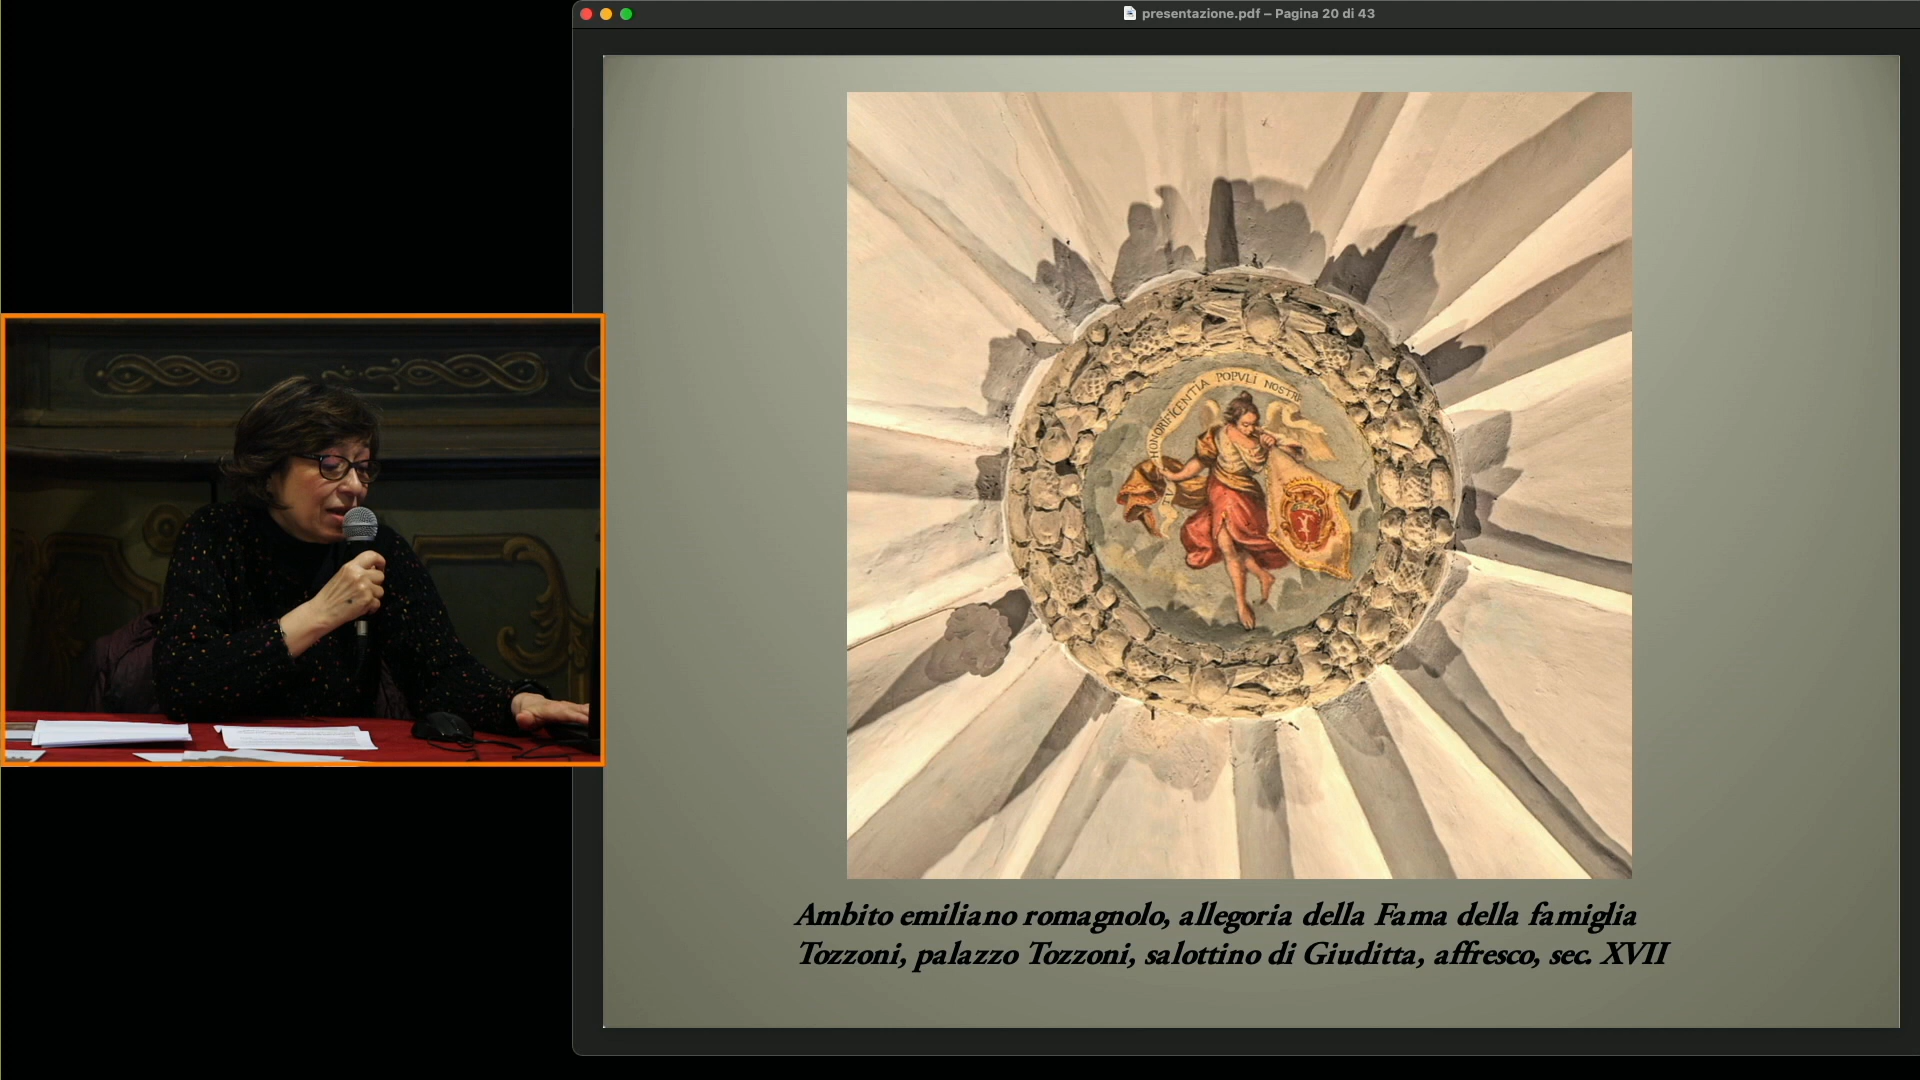 presentazione.pdf – Pagina 20 di 43
HONORIFICENTIA POPVLI NOSTRI
Ambito emiliano romagnolo, allegoria della Fama della famiglia
Tozzoni, palazzo Tozzoni, salottino di Giuditta, affresco, sec. XVII